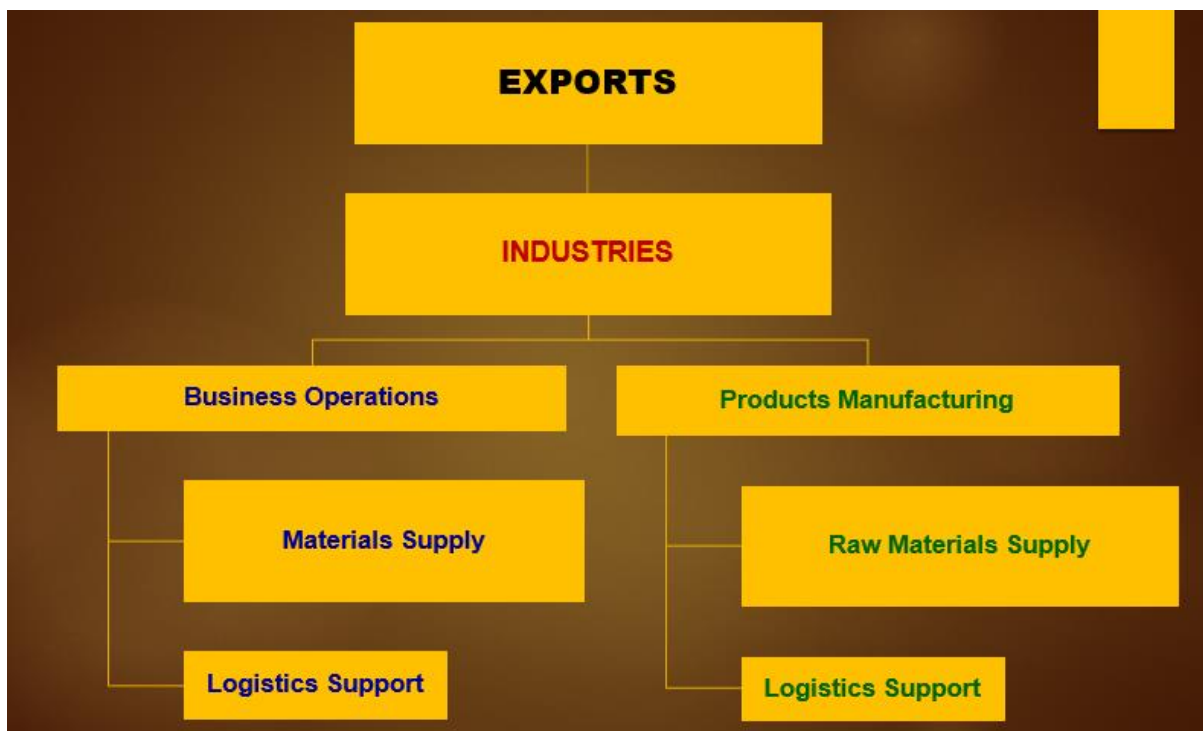 EXPORTS
INDUSTRIES
Business Operations
Materials Supply
Logistics Support
Products Manufacturing
Raw Materials Supply
Logistics Support